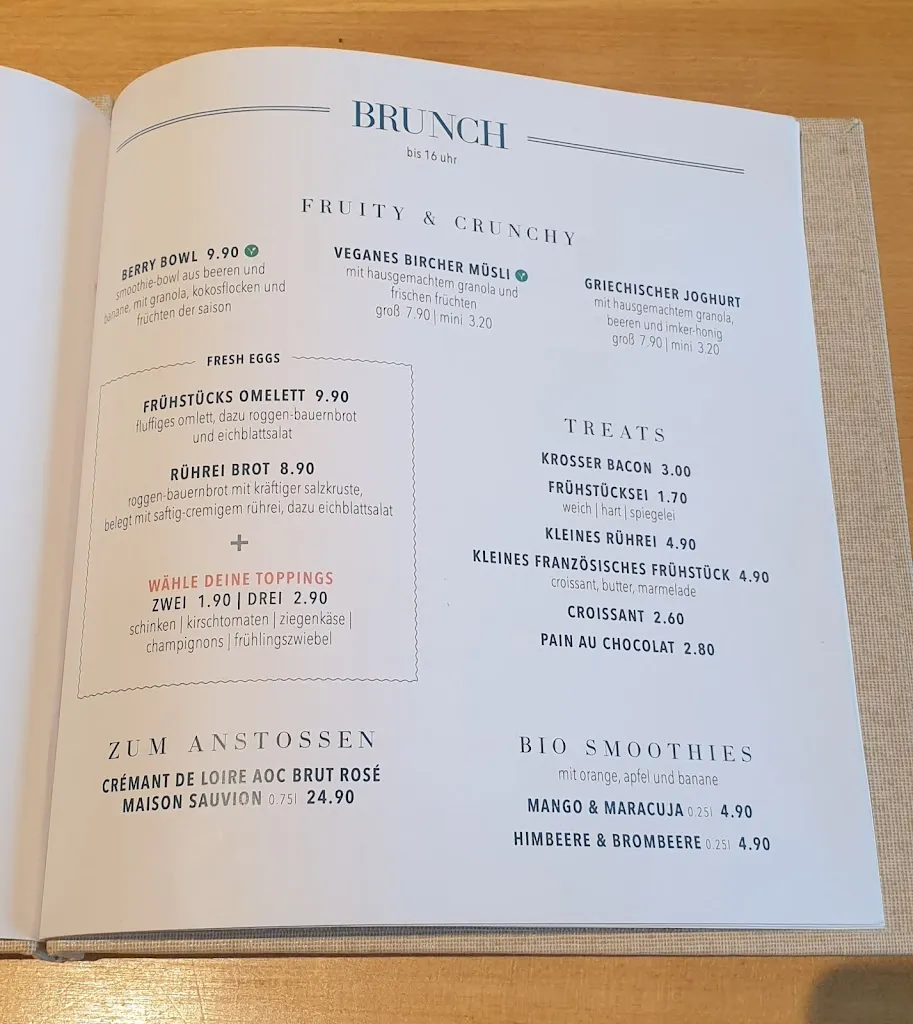 BRUNCH
bis 16 uhr
FRUITY & CRUNCHY
BERRY BOWL 9.90
smoothie-bowl aus beeren und
banane, mit granola, kokosflocken und
früchten der saison
VEGANES BIRCHER MÜSLI
mit hausgemachtem granola und
frischen früchten
groß 7.90 | mini 3.20
GRIECHISCHER JOGHURT
mit hausgemachtem granola,
beeren und imker-honig
groß 7.90 | mini 3.20
FRESH EGGS
FRÜHSTÜCKS OMELETT 9.90
fluffiges omlett, dazu roggen-bauernbrot
und eichblattsalat
RÜHREI BROT 8.90
roggen-bauernbrot mit kräftiger salzkruste,
belegt mit saftig-cremigem rührei, dazu eichblattsalat
+
WÄHLE DEINE TOPPINGS
ZWEI 1.90 | DREI 2.90
schinken | kirschtomaten | ziegenkäse |
champignons | frühlingszwiebel
TREATS
KROSSER BACON 3.00
FRÜHSTÜCKSEI 1.70
weich | hart | spiegelei
KLEINES RÜHREI 4.90
KLEINES FRANZÖSISCHES FRÜHSTÜCK 4.90
croissant, butter, marmelade
CROISSANT 2.60
PAIN AU CHOCOLAT 2.80
ZUM ANSTOSSEN
CRÉMANT DE LOIRE AOC BRUT ROSÉ
MAISON SAUVION 0.75l 24.90
BIO SMOOTHIES
mit orange, apfel und banane
MANGO & MARACUJA 0.25l 4.90
HIMBEERE & BROMBEERE 0.25l 4.90